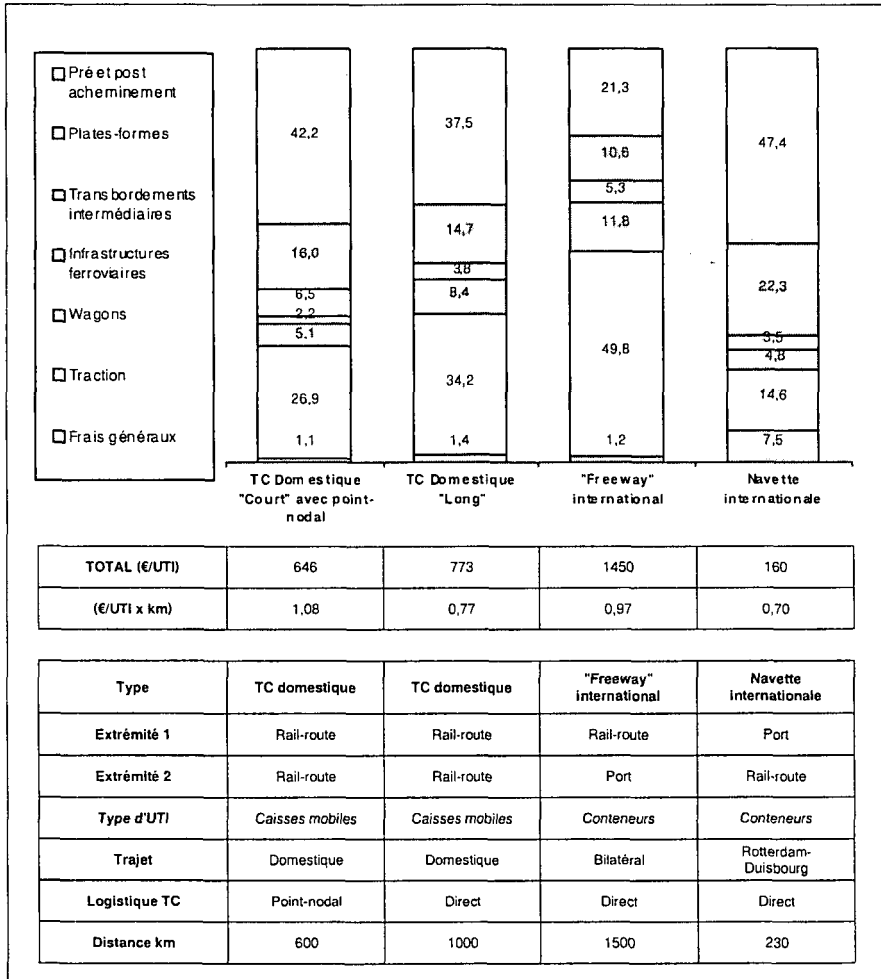 Pré et post
acheminement
Plates-formes
Transbordements
intermédiaires
Infrastructures
ferroviaires
Wagons
Traction
Frais généraux
42,2
16,0
6,5
2,2
5,1
26,9
1,1
37,5
14,7
3,8
8,4
34,2
1,4
21,3
10,6
5,3
11,8
49,8
1,2
47,4
22,3
3,5
4,8
14,6
7,5
TC Domestique
"Court" avec point-
nodal
TC Domestique
"Long"
"Freeway"
international
Navette
internationale
TOTAL (€/UTI) 646 773 1450 160
(€/UTI x km) 1,08 0,77 0,97 0,70
Type TC domestique TC domestique "Freeway" international Navette internationale
Extrémité 1 Rail-route Rail-route Rail-route Port
Extrémité 2 Rail-route Rail-route Port Rail-route
Type d'UTI Caisses mobiles Caisses mobiles Conteneurs Conteneurs
Trajet Domestique Domestique Bilatéral Rotterdam-Duisbourg
Logistique TC Point-nodal Direct Direct Direct
Distance km 600 1000 1500 230